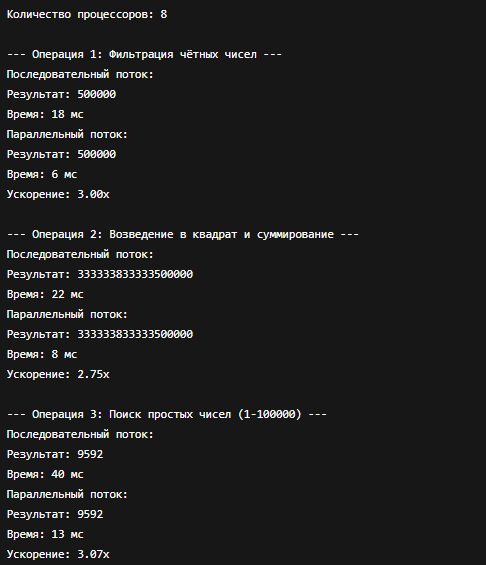 Количество процессоров: 8
--- Операция 1: Фильтрация чётных чисел ---
Последовательный поток:
Результат: 500000
Время: 18 мс
Параллельный поток:
Результат: 500000
Время: 6 мс
Ускорение: 3.00x
--- Операция 2: Возведение в квадрат и суммирование ---
Последовательный поток:
Результат: 333333833333500000
Время: 22 мс
Параллельный поток:
Результат: 333333833333500000
Время: 8 мс
Ускорение: 2.75x
--- Операция 3: Поиск простых чисел (1-100000) ---
Последовательный поток:
Результат: 9592
Время: 40 мс
Параллельный поток:
Результат: 9592
Время: 13 мс
Ускорение: 3.07x